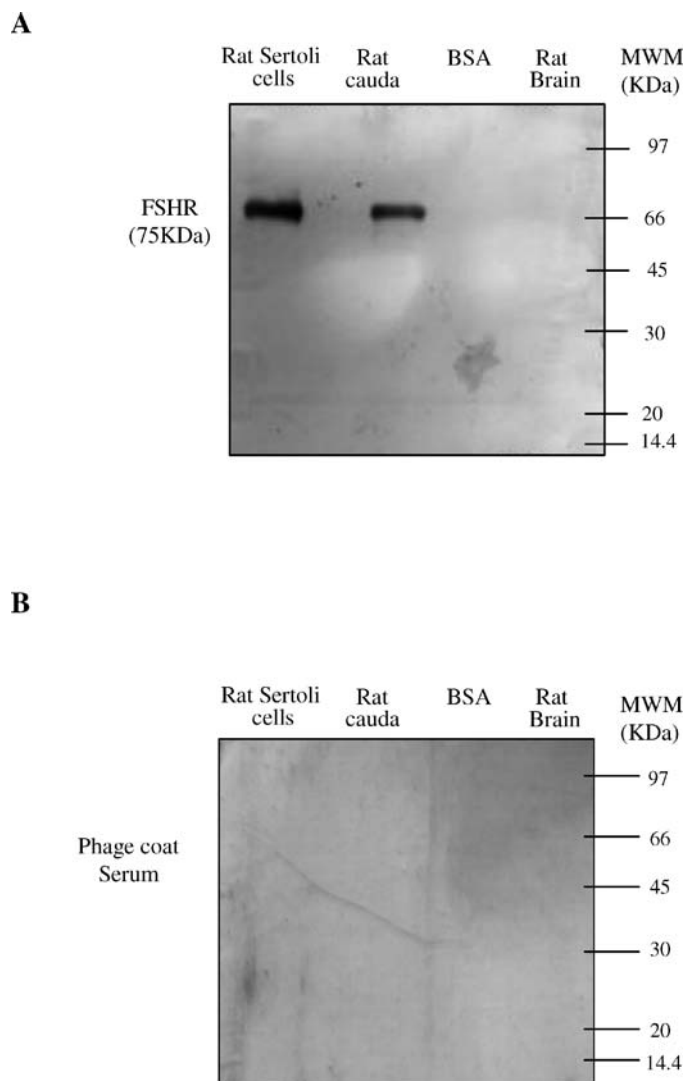 A
Rat Sertoli cells
Rat cauda
BSA
Rat Brain
MWM (KDa)
FSHR (75KDa)
97
66
45
30
20
14.4
B
Rat Sertoli cells
Rat cauda
BSA
Rat Brain
MWM (KDa)
Phage coat Serum
97
66
45
30
20
14.4